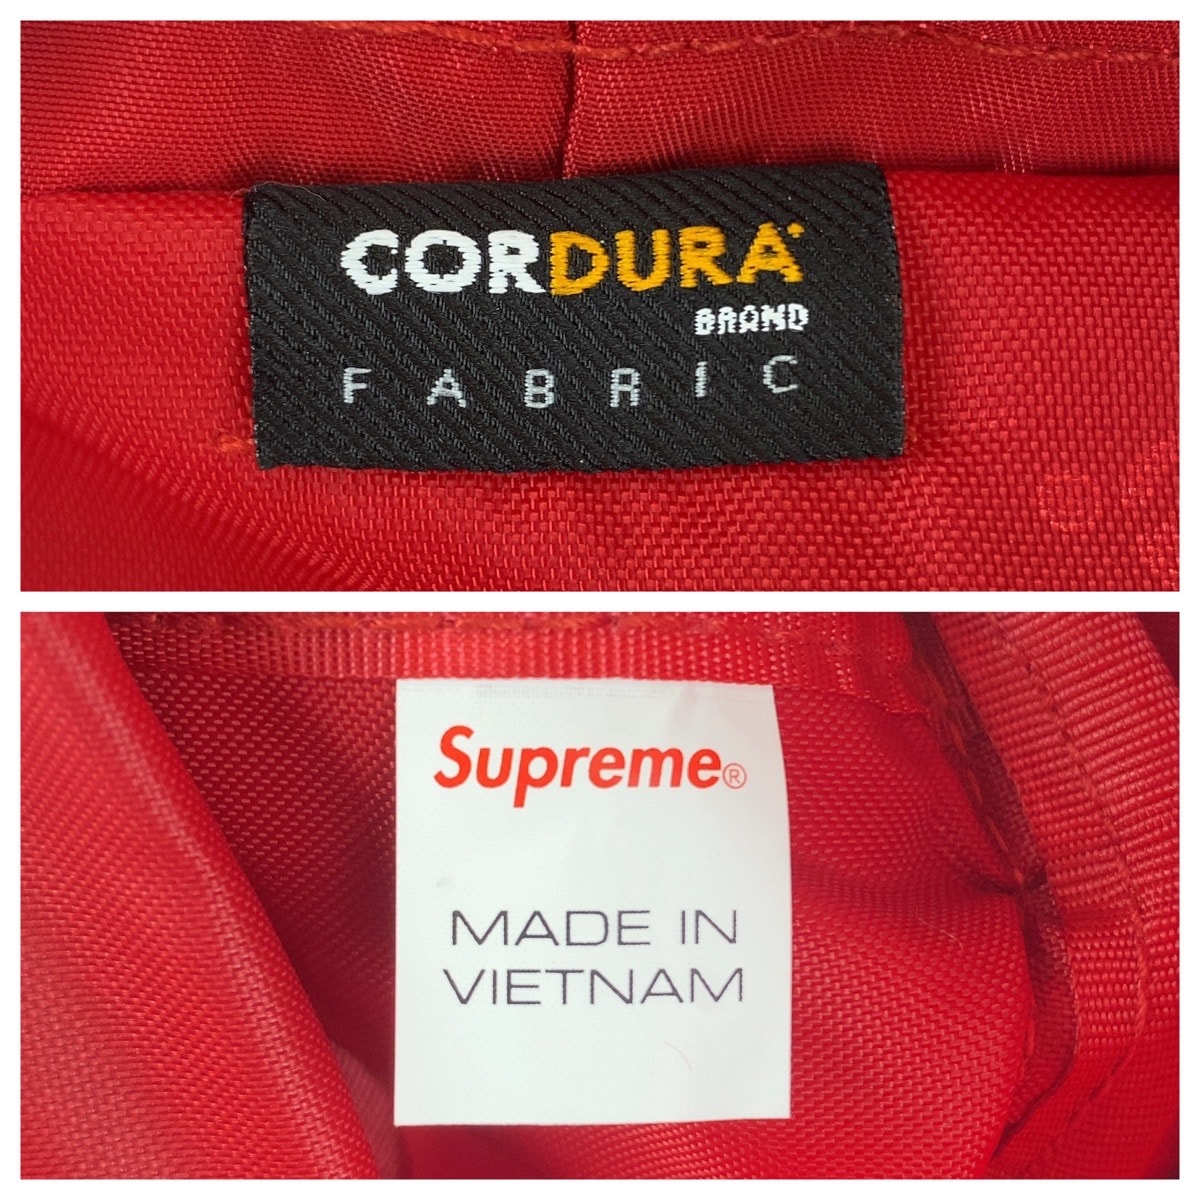 CORDURA
BRAND
FABRIC
Supreme®
MADE IN
VIETNAM